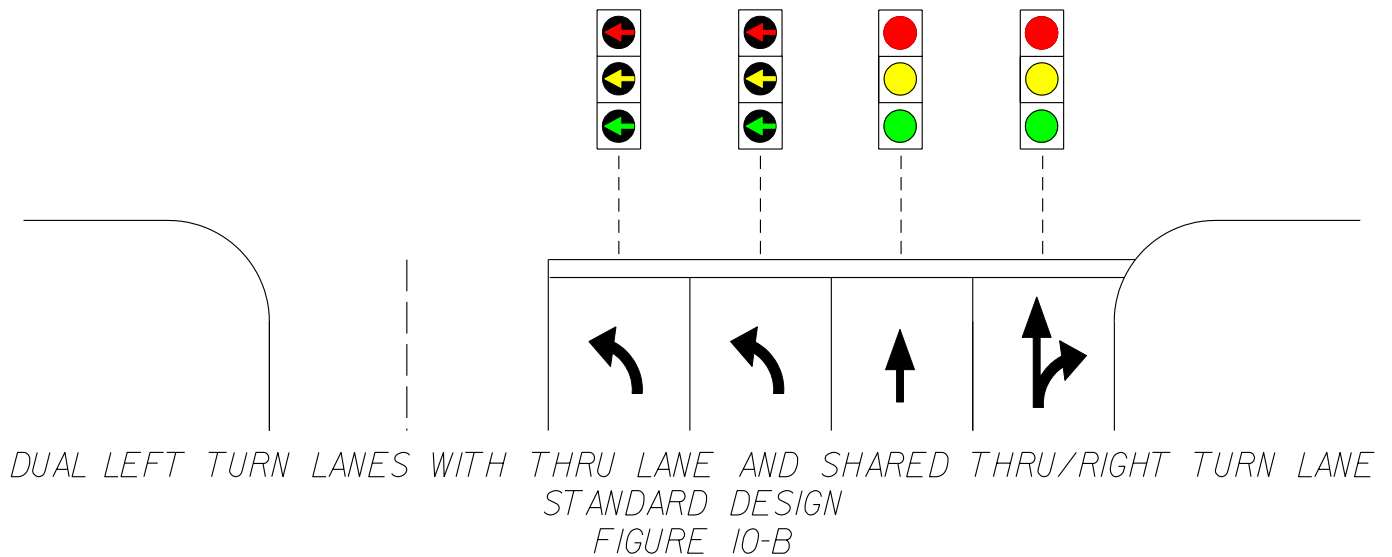 DUAL LEFT TURN LANES WITH THRU LANE AND SHARED THRU/RIGHT TURN LANE
STANDARD DESIGN
FIGURE 10-B